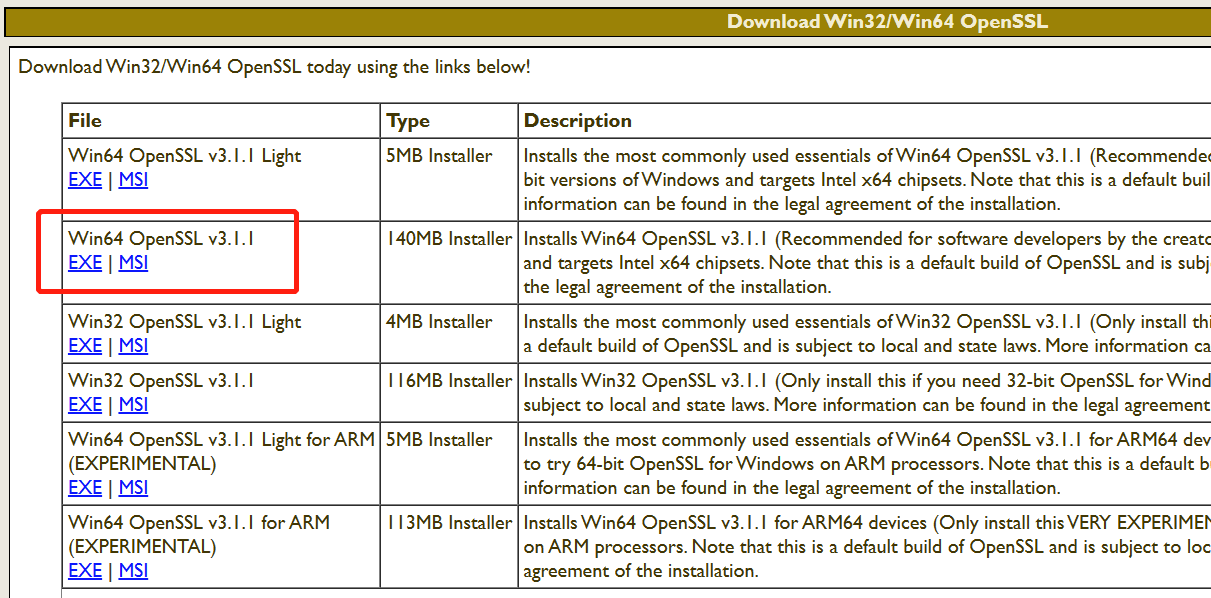 Download Win32/Win64 OpenSSL
Download Win32/Win64 OpenSSL today using the links below!
File Type Description
Win64 OpenSSL v3.1.1 Light 5MB Installer Installs the most commonly used essentials of Win64 OpenSSL v3.1.1 (Recommended
EXE | MSI bit versions of Windows and targets Intel x64 chipsets. Note that this is a default
information can be found in the legal agreement of the installation.
Win64 OpenSSL v3.1.1 140MB Installer Installs Win64 OpenSSL v3.1.1 (Recommended for software developers by the
EXE | MSI and targets Intel x64 chipsets. Note that this is a default build of OpenSSL and is
the legal agreement of the installation.
Win32 OpenSSL v3.1.1 Light 4MB Installer Installs the most commonly used essentials of Win32 OpenSSL v3.1.1 (Only install
EXE | MSI a default build of OpenSSL and is subject to local and state laws. More information
Win32 OpenSSL v3.1.1 116MB Installer Installs Win32 OpenSSL v3.1.1 (Only install this if you need 32-bit OpenSSL for
EXE | MSI subject to local and state laws. More information can be found in the legal agreement
Win64 OpenSSL v3.1.1 Light for ARM 5MB Installer Installs the most commonly used essentials of Win64 OpenSSL v3.1.1 for ARM64
(EXPERIMENTAL) to try 64-bit OpenSSL for Windows on ARM processors. Note that this is a default
EXE | MSI information can be found in the legal agreement of the installation.
Win64 OpenSSL v3.1.1 for ARM 113MB Installer Installs Win64 OpenSSL v3.1.1 for ARM64 devices (Only install this VERY
(EXPERIMENTAL) on ARM processors. Note that this is a default build of OpenSSL and is subject to
EXE | MSI agreement of the installation.